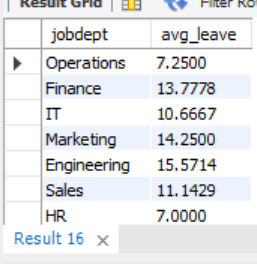 Result Grid Filter Ro
jobdept avg_leave
Operations 7.2500
Finance 13.7778
IT 10.6667
Marketing 14.2500
Engineering 15.5714
Sales 11.1429
HR 7.0000
Result 16 ×